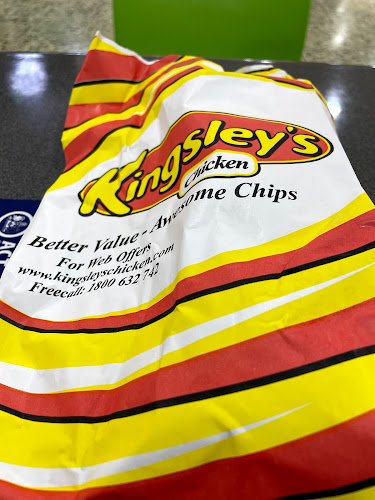 Kingsley's
Chicken
Better Value - Awesome Chips
For Web Offers
www.kingsleyschicken.com
Freecall: 1800 632 742